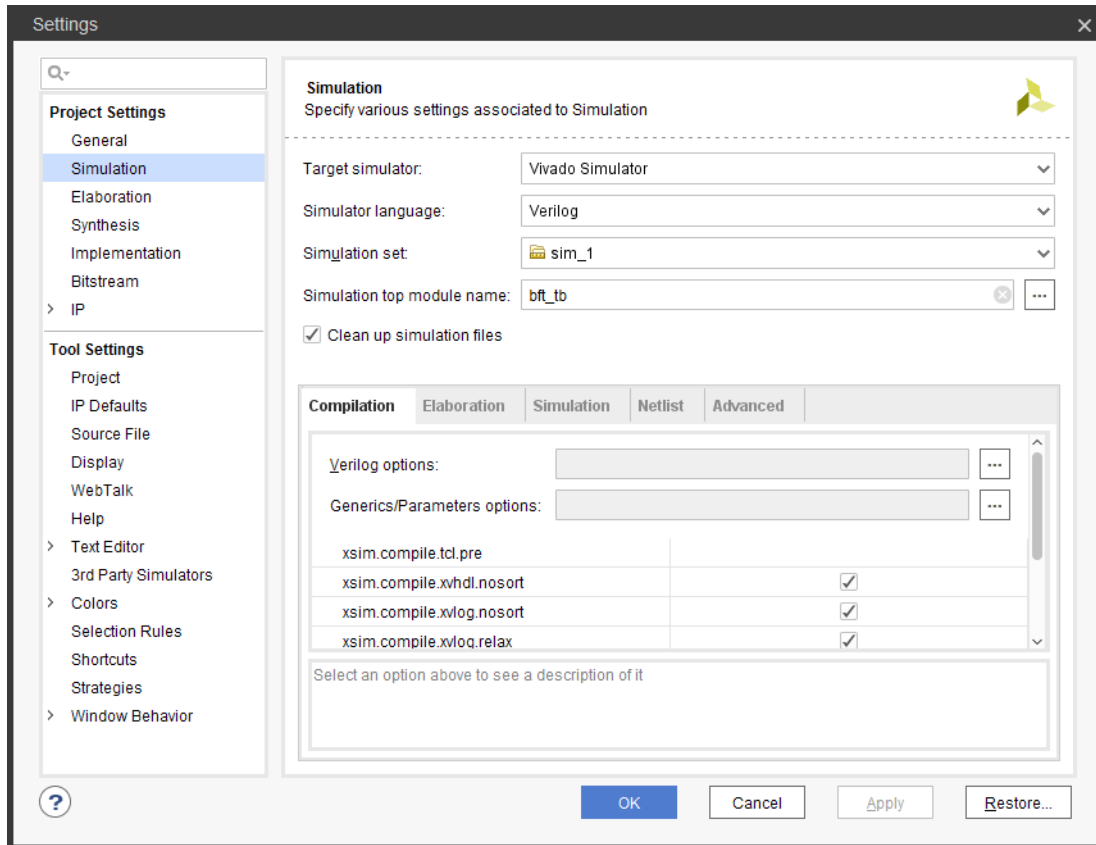 Settings
Project Settings
General
Simulation
Elaboration
Synthesis
Implementation
Bitstream
IP
Tool Settings
Project
IP Defaults
Source File
Display
WebTalk
Help
Text Editor
3rd Party Simulators
Colors
Selection Rules
Shortcuts
Strategies
Window Behavior
Simulation
Specify various settings associated to Simulation
Target simulator: Vivado Simulator
Simulator language: Verilog
Simulation set: sim_1
Simulation top module name: bft_tb ...
Clean up simulation files
Compilation Elaboration Simulation Netlist Advanced
Verilog options: ...
Generics/Parameters options: ...
xsim.compile.tcl.pre
xsim.compile.xvhdl.nosort
xsim.compile.xvlog.nosort
xsim.compile.xvlog.relax
Select an option above to see a description of it
? OK Cancel Apply Restore...